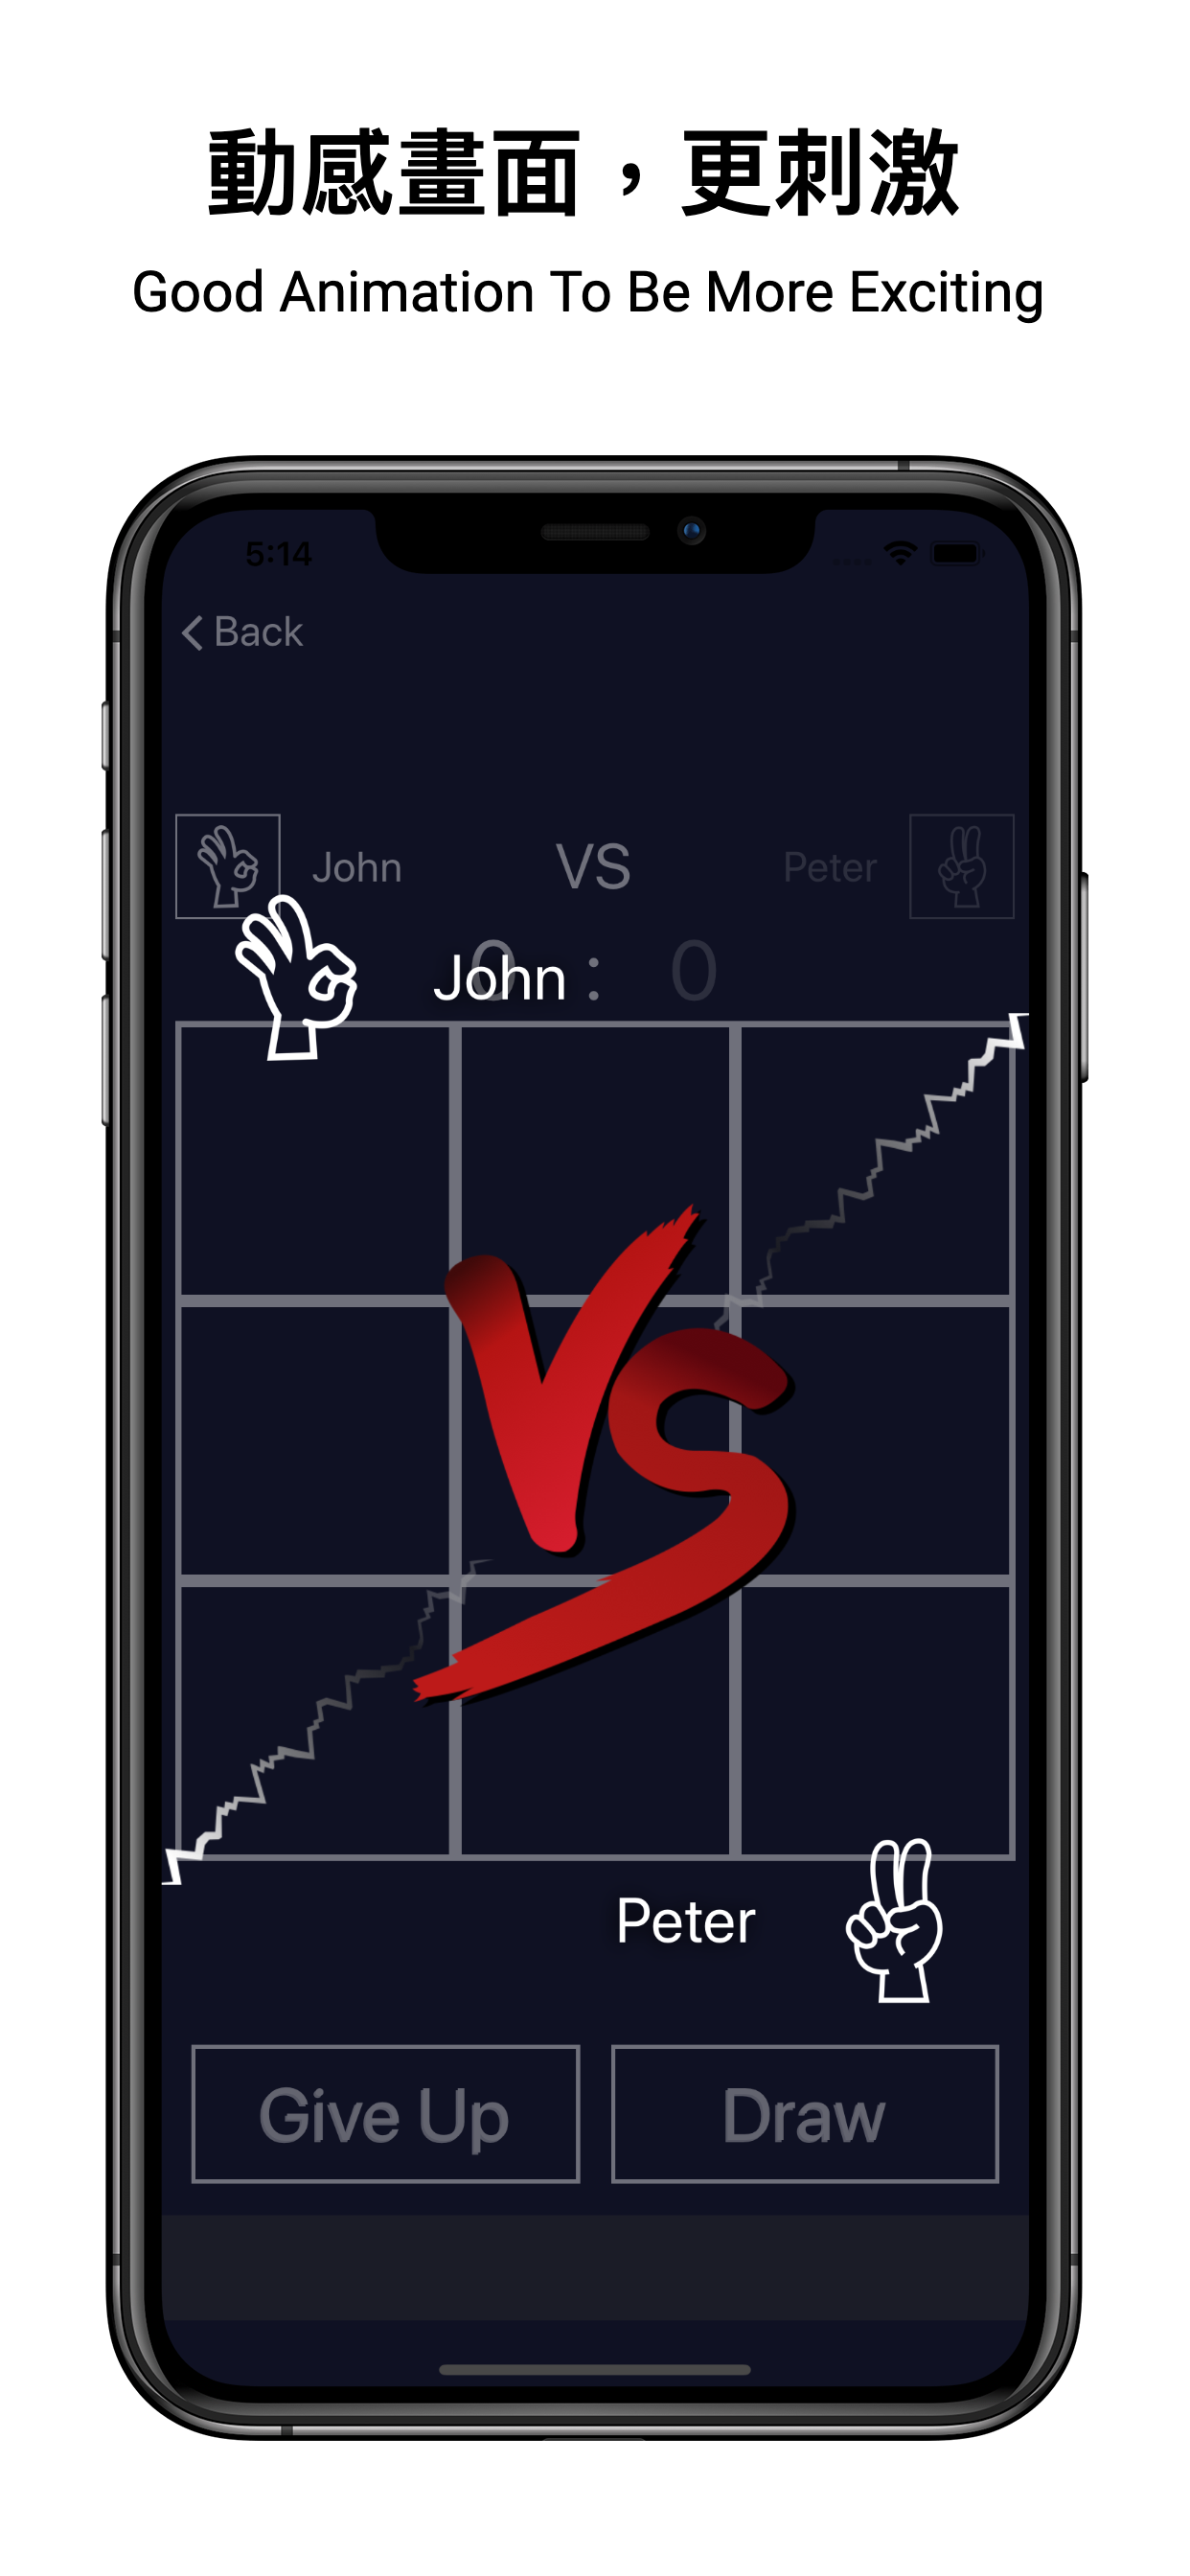 動感畫面，更刺激
Good Animation To Be More Exciting
5:14
Back
John VS Peter
0 : 0
John
VS
Peter
Give Up Draw